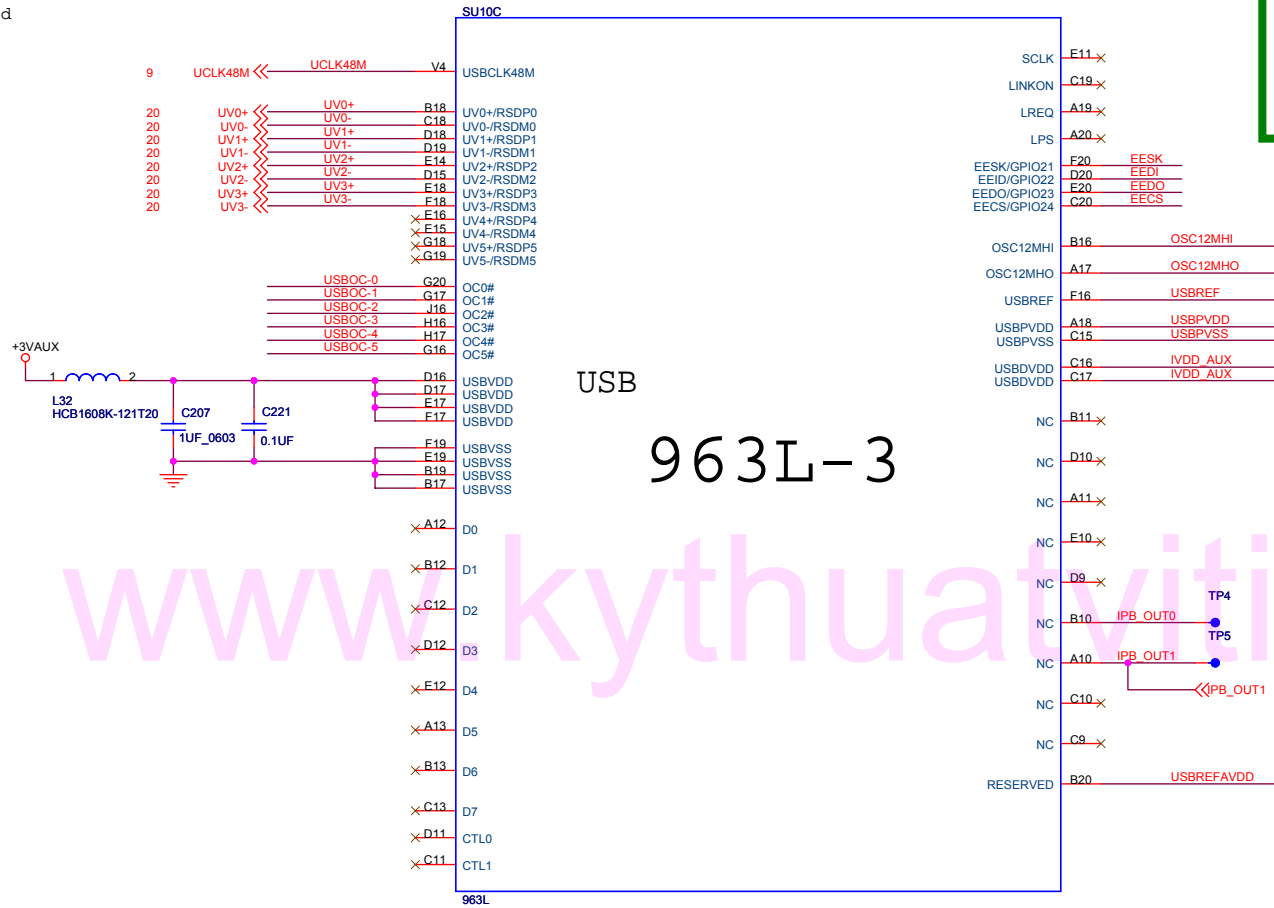 d
SU10C
9 UCLK48M UCLK48M V4 USBCLK48M
20 UV0+ UV0+ B18 UV0+/RSDP0
20 UV0- UV0- C18 UV0-/RSDM0
20 UV1+ UV1+ D18 UV1+/RSDP1
20 UV1- UV1- D19 UV1-/RSDM1
20 UV2+ UV2+ E14 UV2+/RSDP2
20 UV2- UV2- D15 UV2-/RSDM2
20 UV3+ UV3+ E18 UV3+/RSDP3
20 UV3- UV3- F18 UV3-/RSDM3
E16 UV4+/RSDP4
E15 UV4-/RSDM4
G18 UV5+/RSDP5
G19 UV5-/RSDM5
USBOC-0 G20 OC0#
USBOC-1 G17 OC1#
USBOC-2 J16 OC2#
USBOC-3 H16 OC3#
USBOC-4 H17 OC4#
USBOC-5 G16 OC5#
+3VAUX
1 2
L32
HCB1608K-121T20
C207
1UF_0603
C221
0.1UF
D16 USBVDD
D17 USBVDD
E17 USBVDD
F17 USBVDD
F19 USBVSS
E19 USBVSS
B19 USBVSS
B17 USBVSS
A12 D0
B12 D1
C12 D2
D12 D3
E12 D4
A13 D5
B13 D6
C13 D7
D11 CTL0
C11 CTL1
USB
963L-3
SCLK E11
LINKON C19
LREQ A19
LPS A20
EESK/GPIO21 F20 EESK
EEID/GPIO22 D20 EEDI
EEDO/GPIO23 E20 EEDO
EECS/GPIO24 C20 EECS
OSC12MHI B16 OSC12MHI
OSC12MHO A17 OSC12MHO
USBREF F16 USBREF
USBPVDD A18 USBPVDD
USBPVSS C15 USBPVSS
USBDVDD C16 IVDD_AUX
USBDVDD C17 IVDD_AUX
NC B11
NC D10
NC A11
NC E10
NC D9
NC B10 IPB_OUT0 TP4
NC A10 IPB_OUT1 TP5
IPB_OUT1
NC C10
NC C9
RESERVED B20 USBREFAVDD
963L
www.kythuatviti